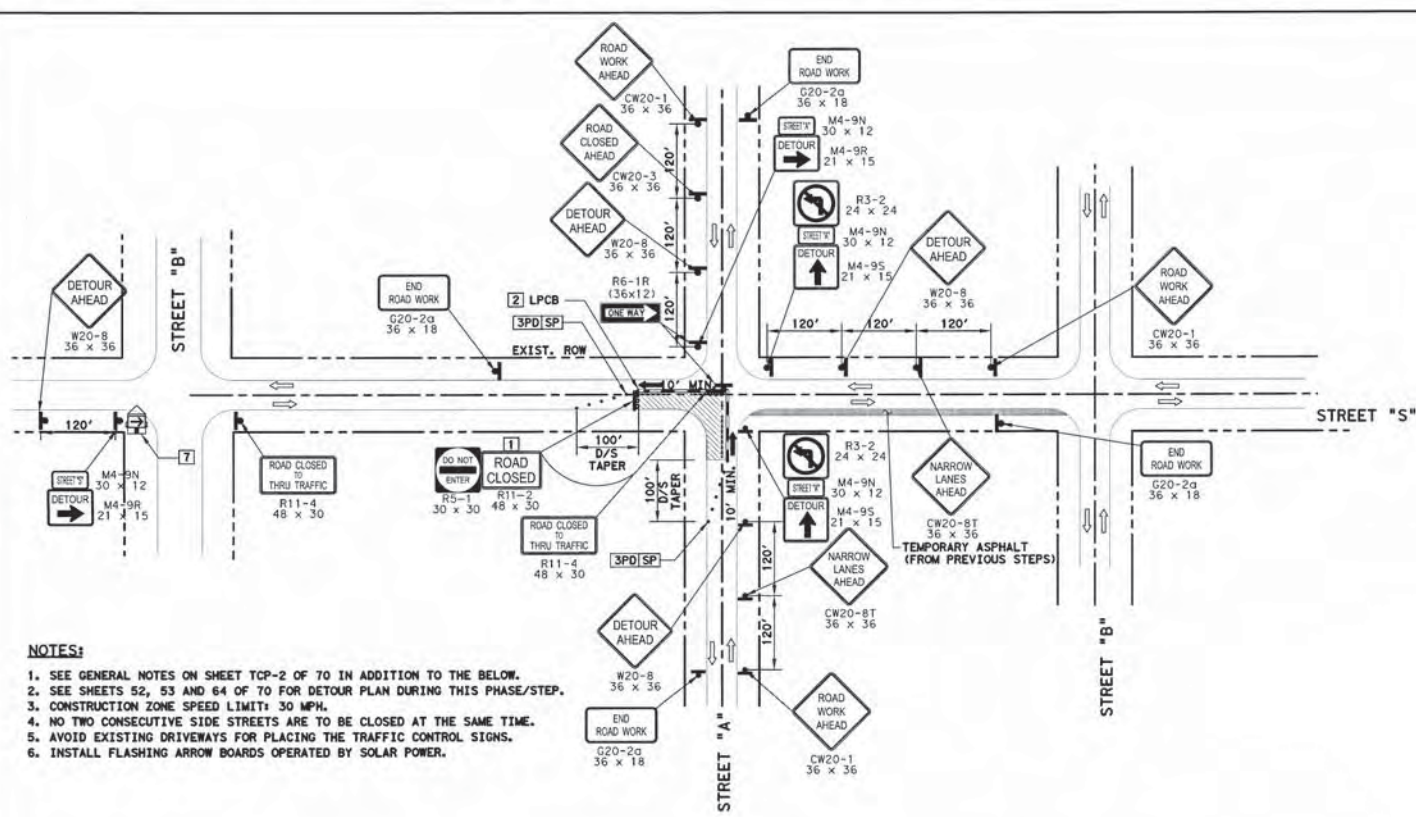 ROAD
WORK
AHEAD
CW20-1
36 x 36
END
ROAD WORK
G20-2a
36 x 18
ROAD
CLOSED
AHEAD
CW20-3
36 x 36
120'
STREET "A"
M4-9N
30 x 12
DETOUR
M4-9R
21 x 15
DETOUR
AHEAD
W20-8
36 x 36
120'
R3-2
24 x 24
STREET "A"
M4-9N
30 x 12
DETOUR
M4-9S
21 x 15
DETOUR
AHEAD
W20-8
36 x 36
ROAD
WORK
AHEAD
CW20-1
36 x 36
R6-1R
(36x12)
ONE WAY
120'
120'
120'
120'
DETOUR
AHEAD
W20-8
36 x 36
STREET "B"
END
ROAD WORK
G20-2a
36 x 18
2 LPCB
3PD SP
EXIST. ROW
10' MIN.
STREET "S"
120'
7
STREET "S"
M4-9N
30 x 12
DETOUR
M4-9R
21 x 15
ROAD CLOSED
TO
THRU TRAFFIC
R11-4
48 x 30
1
DO NOT
ENTER
R5-1
30 x 30
ROAD
CLOSED
R11-2
48 x 30
100'
D/S
TAPER
100'
D/S
TAPER
10' MIN.
ROAD CLOSED
TO
THRU TRAFFIC
R11-4
48 x 30
3PD SP
R3-2
24 x 24
STREET "A"
M4-9N
30 x 12
DETOUR
M4-9S
21 x 15
NARROW
LANES
AHEAD
CW20-8T
36 x 36
TEMPORARY ASPHALT
(FROM PREVIOUS STEPS)
END
ROAD WORK
G20-2a
36 x 18
120'
NARROW
LANES
AHEAD
CW20-8T
36 x 36
120'
DETOUR
AHEAD
W20-8
36 x 36
END
ROAD WORK
G20-2a
36 x 18
ROAD
WORK
AHEAD
CW20-1
36 x 36
STREET "A"
STREET "B"
NOTES:
1. SEE GENERAL NOTES ON SHEET TCP-2 OF 70 IN ADDITION TO THE BELOW.
2. SEE SHEETS 52, 53 AND 64 OF 70 FOR DETOUR PLAN DURING THIS PHASE/STEP.
3. CONSTRUCTION ZONE SPEED LIMIT: 30 MPH.
4. NO TWO CONSECUTIVE SIDE STREETS ARE TO BE CLOSED AT THE SAME TIME.
5. AVOID EXISTING DRIVEWAYS FOR PLACING THE TRAFFIC CONTROL SIGNS.
6. INSTALL FLASHING ARROW BOARDS OPERATED BY SOLAR POWER.